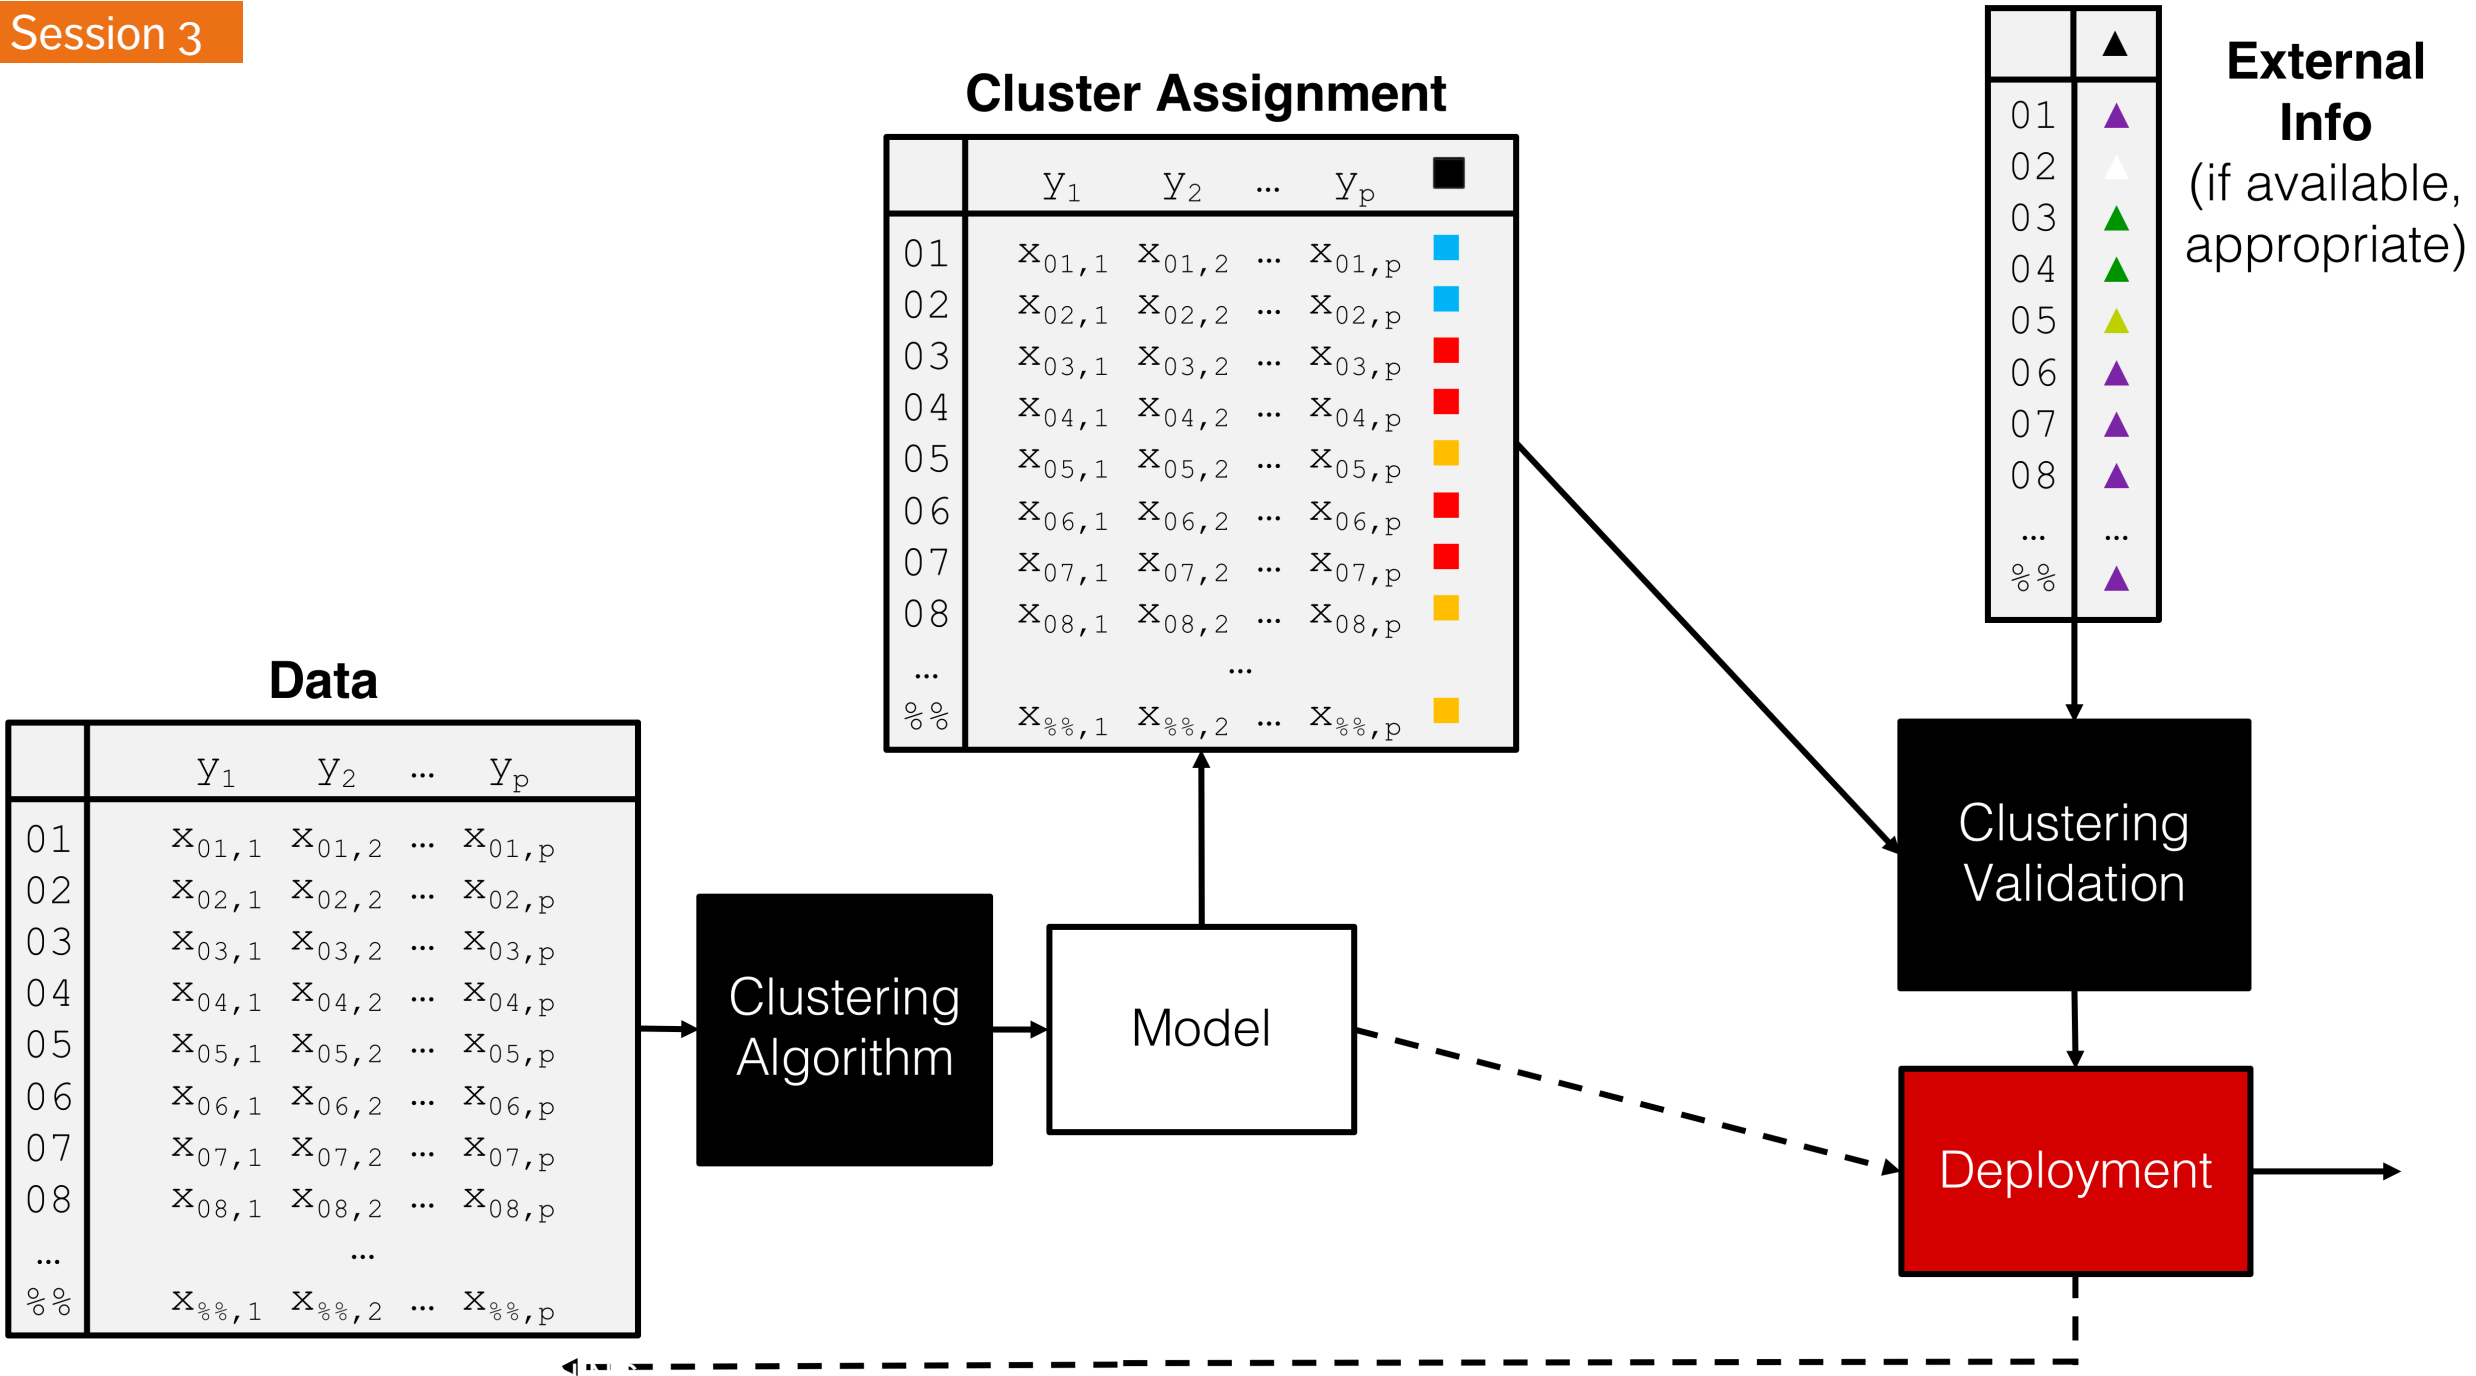 Session 3
Cluster Assignment
y1 y2 … yp
01 x01,1 x01,2 … x01,p
02 x02,1 x02,2 … x02,p
03 x03,1 x03,2 … x03,p
04 x04,1 x04,2 … x04,p
05 x05,1 x05,2 … x05,p
06 x06,1 x06,2 … x06,p
07 x07,1 x07,2 … x07,p
08 x08,1 x08,2 … x08,p
… …
%% x%%,1 x%%,2 … x%%,p
External
Info
(if available,
appropriate)
01
02
03
04
05
06
07
08
… …
%%
Data
y1 y2 … yp
01 x01,1 x01,2 … x01,p
02 x02,1 x02,2 … x02,p
03 x03,1 x03,2 … x03,p
04 x04,1 x04,2 … x04,p
05 x05,1 x05,2 … x05,p
06 x06,1 x06,2 … x06,p
07 x07,1 x07,2 … x07,p
08 x08,1 x08,2 … x08,p
… …
%% x%%,1 x%%,2 … x%%,p
Clustering
Algorithm
Model
Clustering
Validation
Deployment